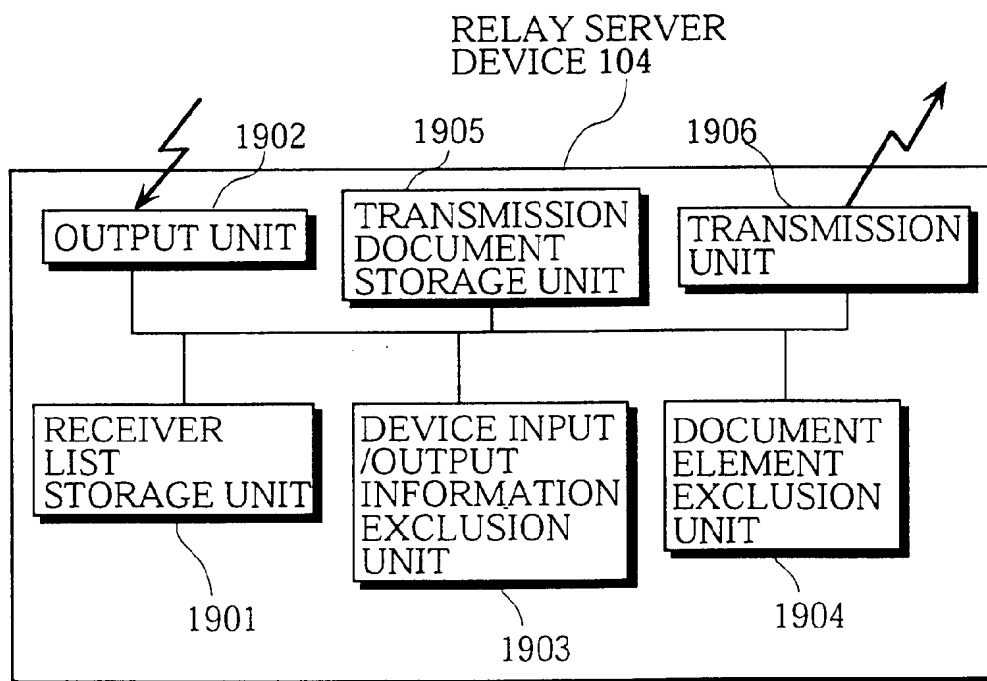 RELAY SERVER
DEVICE 104
1902
1905
1906
OUTPUT UNIT
TRANSMISSION
DOCUMENT
STORAGE UNIT
TRANSMISSION
UNIT
RECEIVER
LIST
STORAGE UNIT
DEVICE INPUT
/OUTPUT
INFORMATION
EXCLUSION
UNIT
DOCUMENT
ELEMENT
EXCLUSION
UNIT
1901
1903
1904